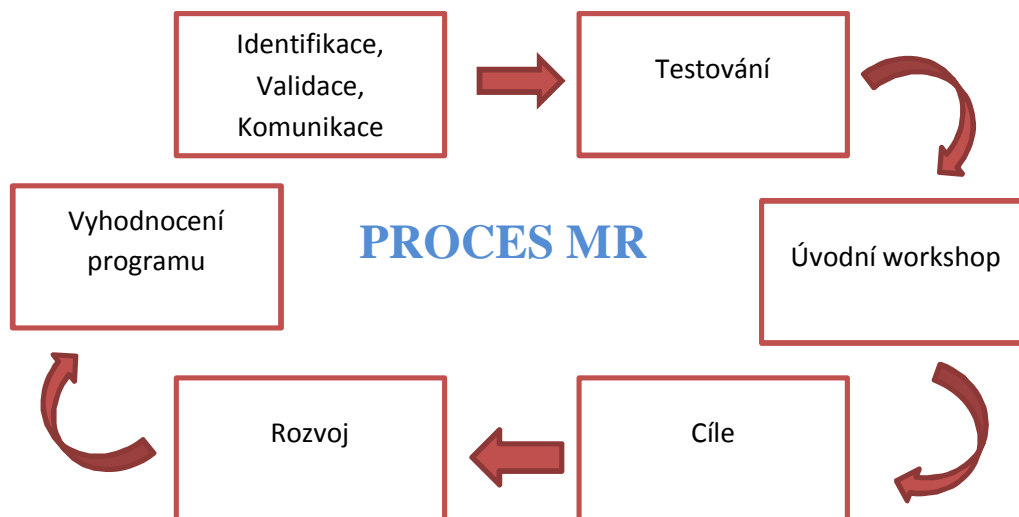 Identifikace,
Validace,
Komunikace
Testování
Vyhodnocení
programu
PROCES MR
Úvodní workshop
Rozvoj
Cíle